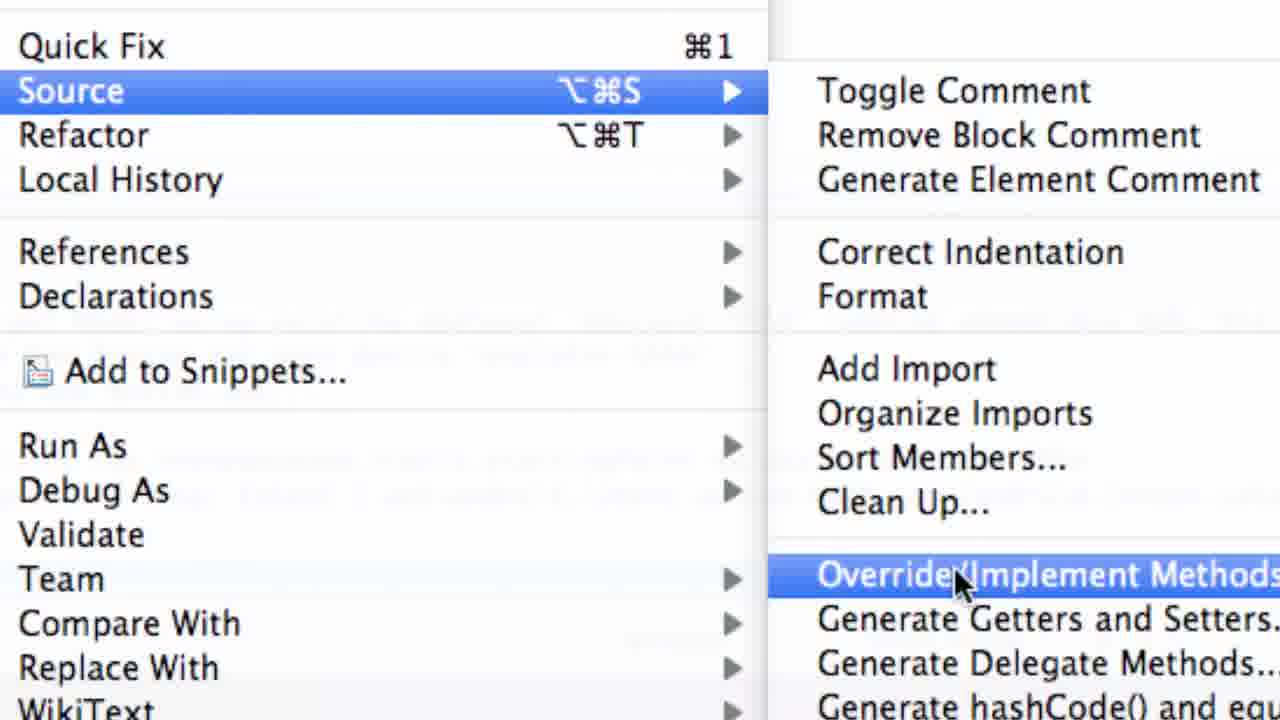 Quick Fix ⌘1
Source ⌥⌘S
Refactor ⌥⌘T
Local History
References
Declarations
Add to Snippets...
Run As
Debug As
Validate
Team
Compare With
Replace With
WikiText
Toggle Comment
Remove Block Comment
Generate Element Comment
Correct Indentation
Format
Add Import
Organize Imports
Sort Members...
Clean Up...
Override/Implement Methods
Generate Getters and Setters.
Generate Delegate Methods...
Generate hashCode() and equ